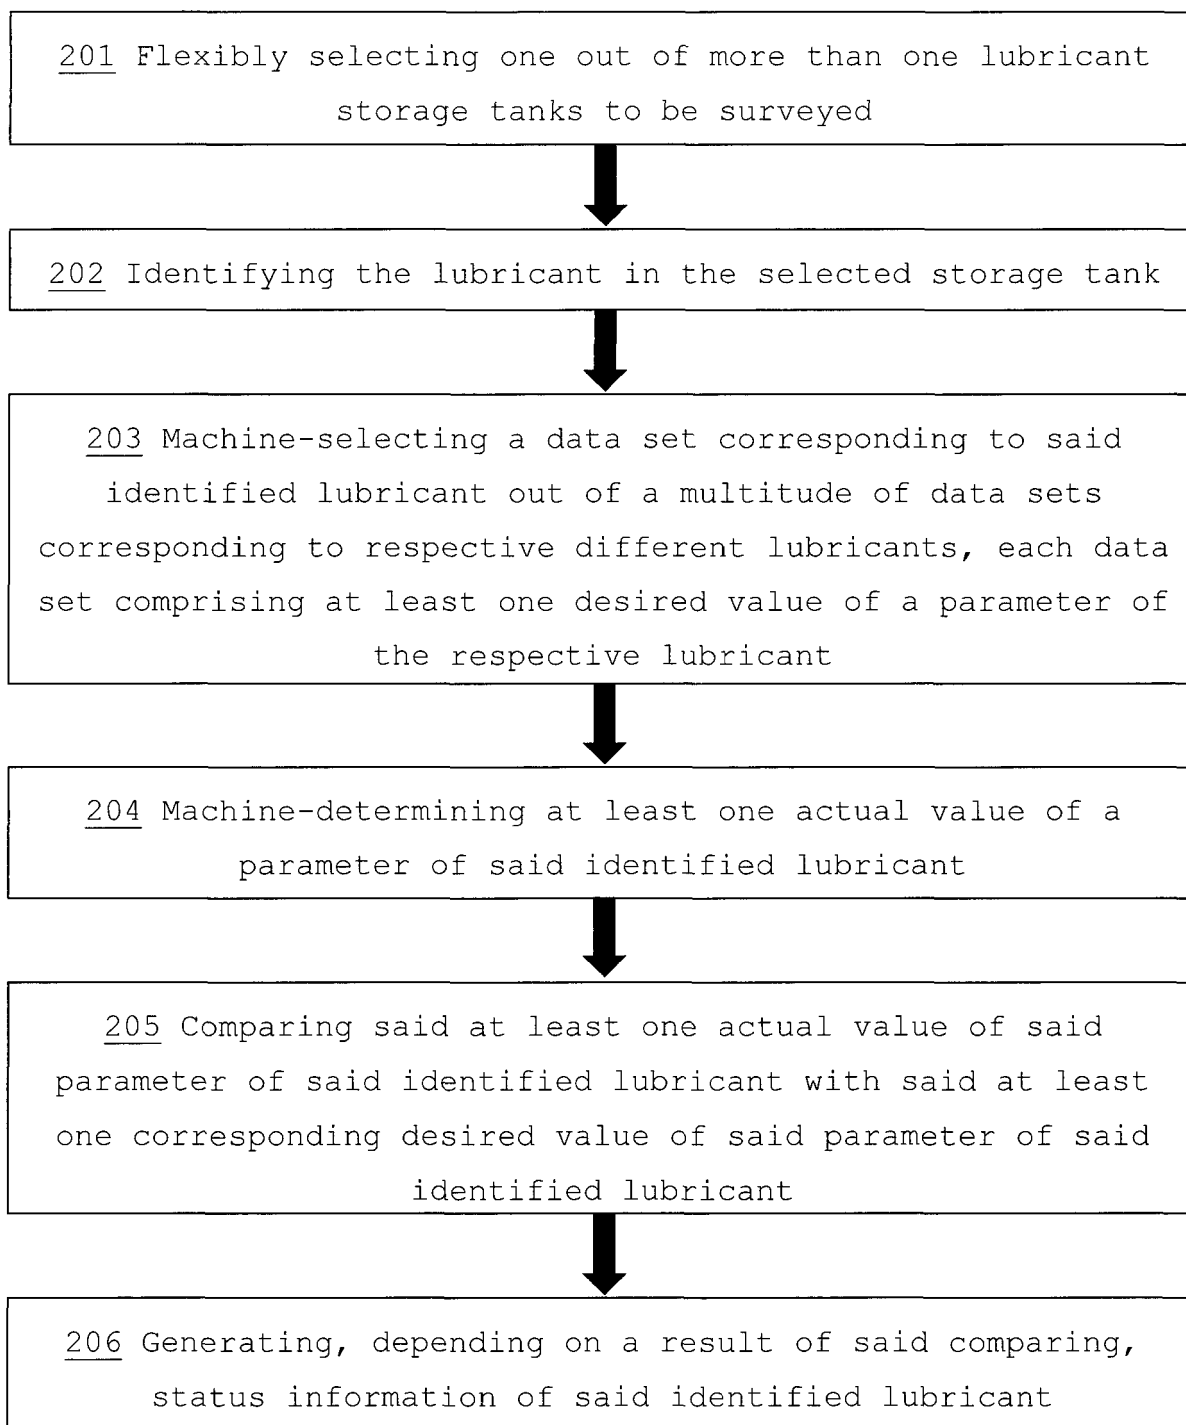 201 Flexibly selecting one out of more than one lubricant
storage tanks to be surveyed
202 Identifying the lubricant in the selected storage tank
203 Machine-selecting a data set corresponding to said
identified lubricant out of a multitude of data sets
corresponding to respective different lubricants, each data
set comprising at least one desired value of a parameter of
the respective lubricant
204 Machine-determining at least one actual value of a
parameter of said identified lubricant
205 Comparing said at least one actual value of said
parameter of said identified lubricant with said at least
one corresponding desired value of said parameter of said
identified lubricant
206 Generating, depending on a result of said comparing,
status information of said identified lubricant